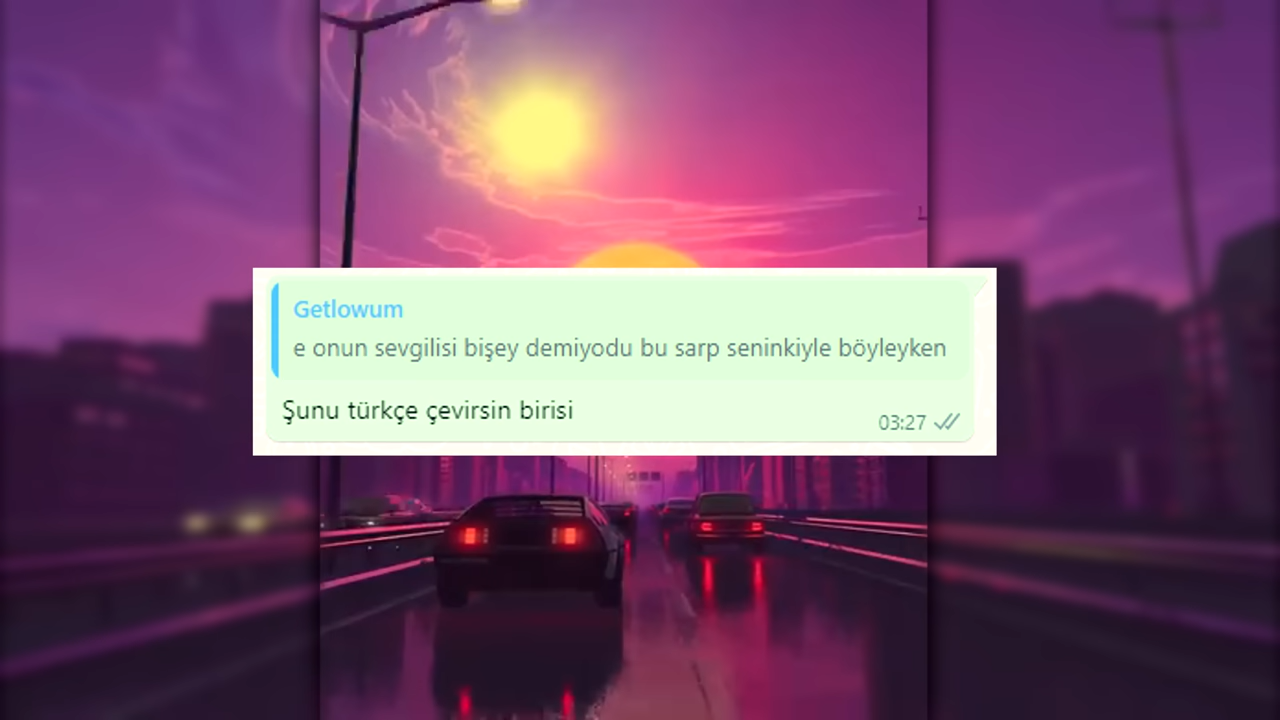 Getlowum
e onun sevgilisi bişey demiyodu bu sarp seninkiyle böyleyken
Şunu türkçe çevirsin birisi
03:27